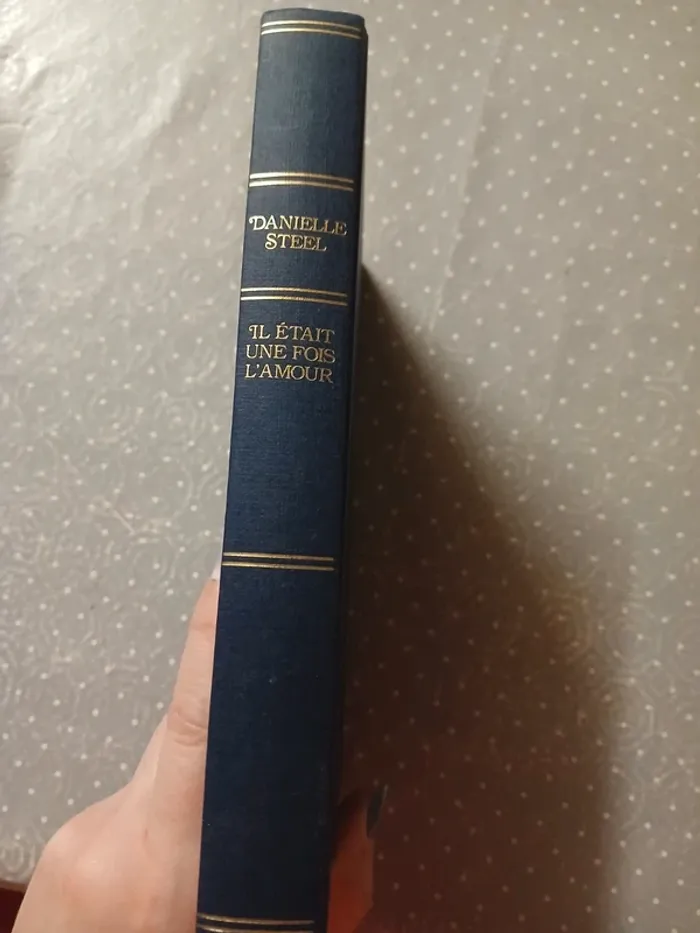 DANIELLE
STEEL
IL ÉTAIT
UNE FOIS
L'AMOUR